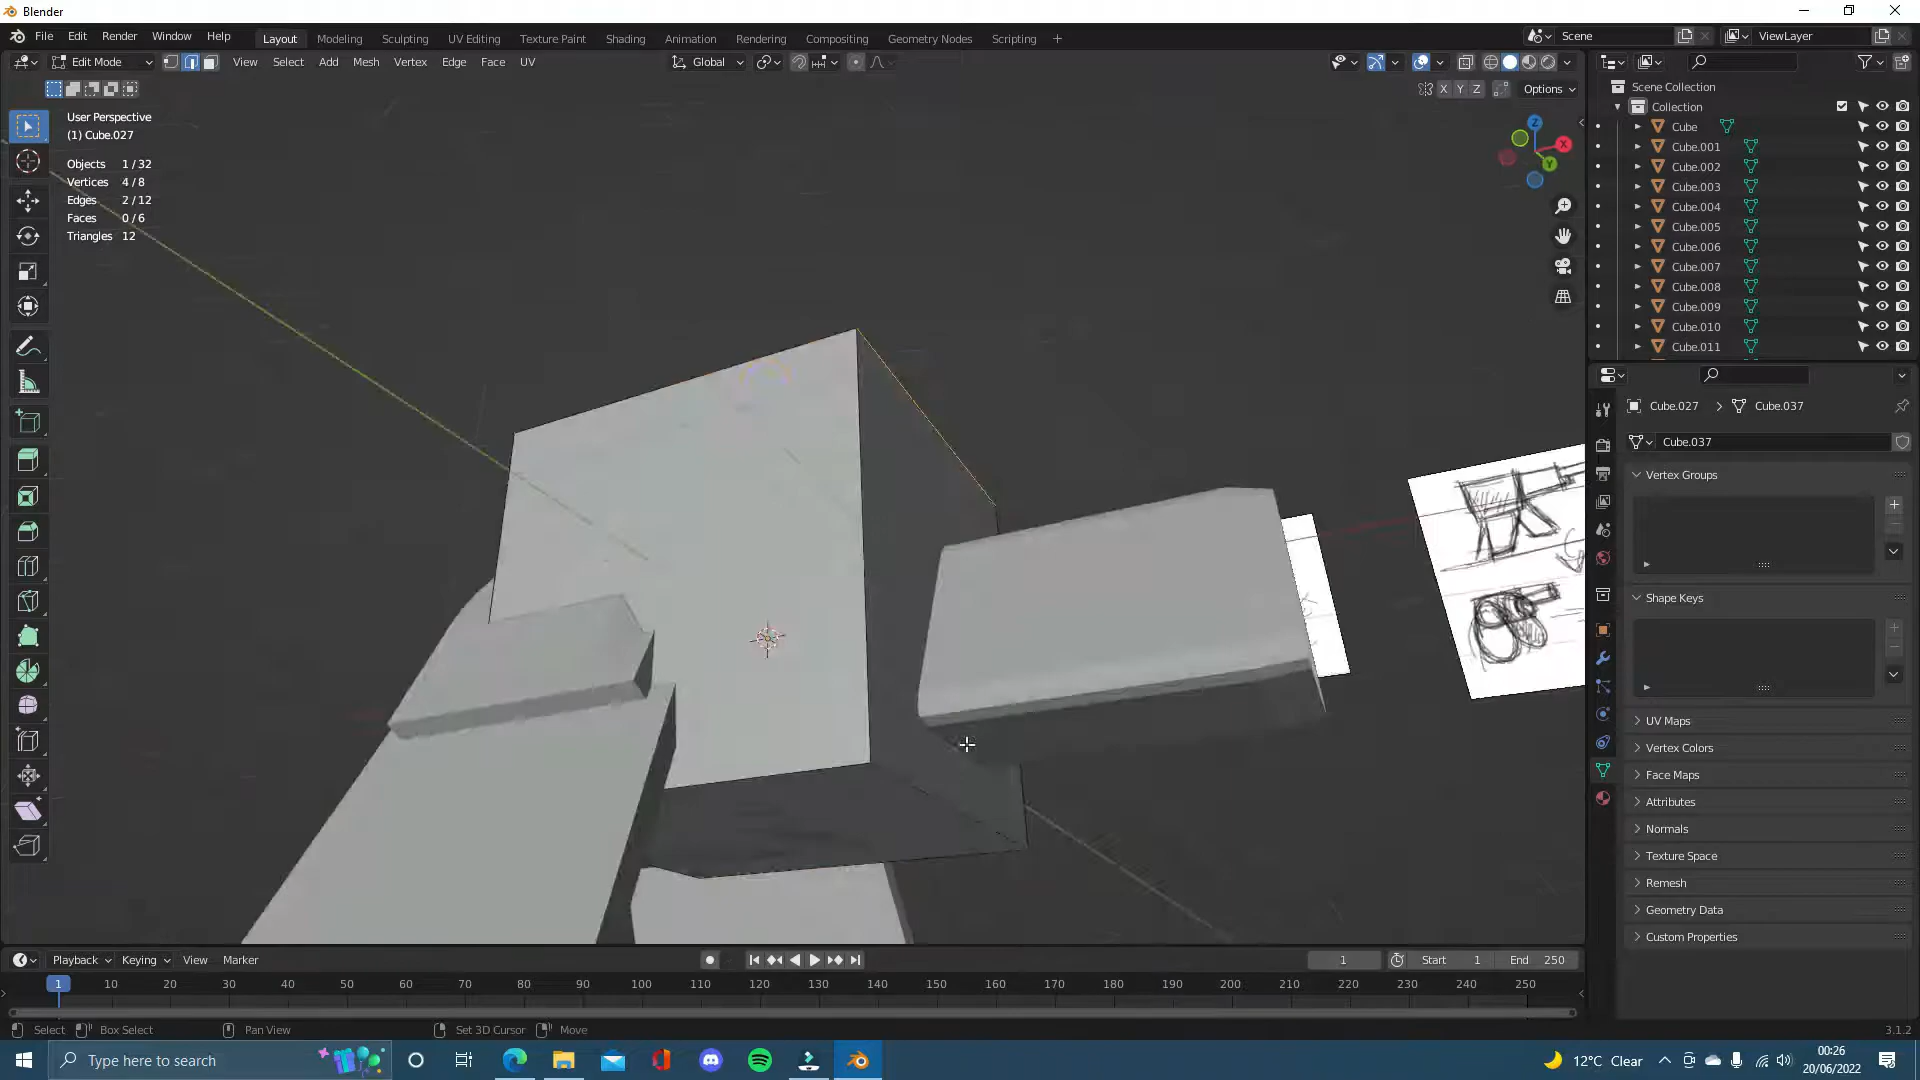 Blender
File Edit Render Window Help
Layout Modeling Sculpting UV Editing Texture Paint Shading Animation Rendering Compositing Geometry Nodes Scripting +
Scene
ViewLayer
Edit Mode
View Select Add Mesh Vertex Edge Face UV
Global
X Y Z
Options
User Perspective
(1) Cube.027
Objects 1 / 32
Vertices 4 / 8
Edges 2 / 12
Faces 0 / 6
Triangles 12
Z
X
Y
Scene Collection
Collection
Cube
Cube.001
Cube.002
Cube.003
Cube.004
Cube.005
Cube.006
Cube.007
Cube.008
Cube.009
Cube.010
Cube.011
Cube.027 > Cube.037
Cube.037
Vertex Groups
Shape Keys
UV Maps
Vertex Colors
Face Maps
Attributes
Normals
Texture Space
Remesh
Geometry Data
Custom Properties
Playback Keying View Marker
1
Start 1
End 250
1 10 20 30 40 50 60 70 80 90 100 110 120 130 140 150 160 170 180 190 200 210 220 230 240 250
Select Box Select Pan View Set 3D Cursor Move
3.1.2
Type here to search
12°C Clear
00:26
20/06/2022